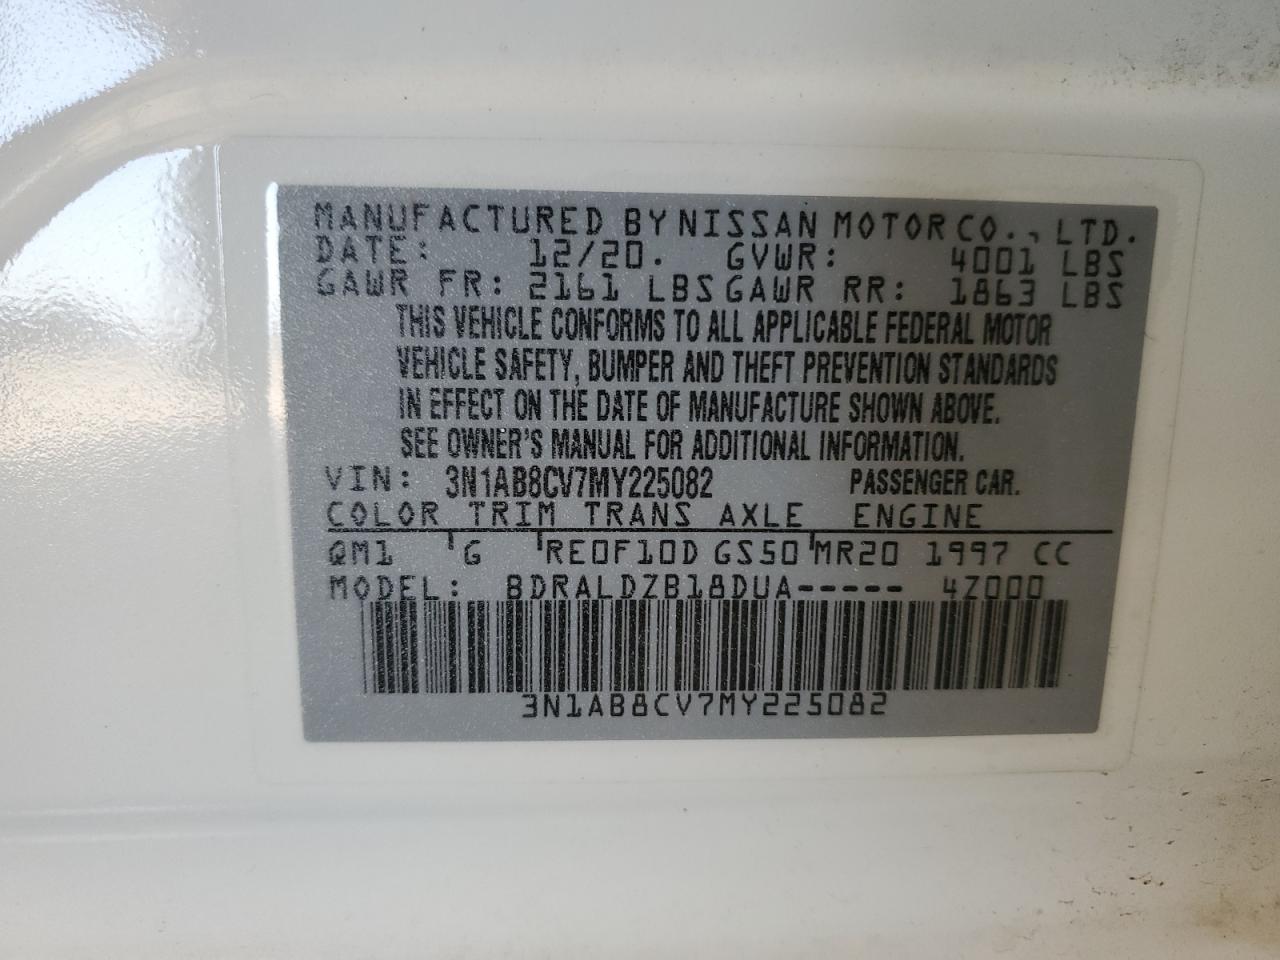 MANUFACTURED BY NISSAN MOTOR CO., LTD.
DATE: 12/20. GVWR: 4001 LBS
GAWR FR: 2161 LBS GAWR RR: 1863 LBS
THIS VEHICLE CONFORMS TO ALL APPLICABLE FEDERAL MOTOR
VEHICLE SAFETY, BUMPER AND THEFT PREVENTION STANDARDS
IN EFFECT ON THE DATE OF MANUFACTURE SHOWN ABOVE.
SEE OWNER'S MANUAL FOR ADDITIONAL INFORMATION.
VIN: 3N1AB8CV7MY225082 PASSENGER CAR.
COLOR TRIM TRANS AXLE ENGINE
QM1 G RE0F10D GS50 MR20 1997 CC
MODEL: BDRALDZB18DUA----- 4Z000
3N1AB8CV7MY225082